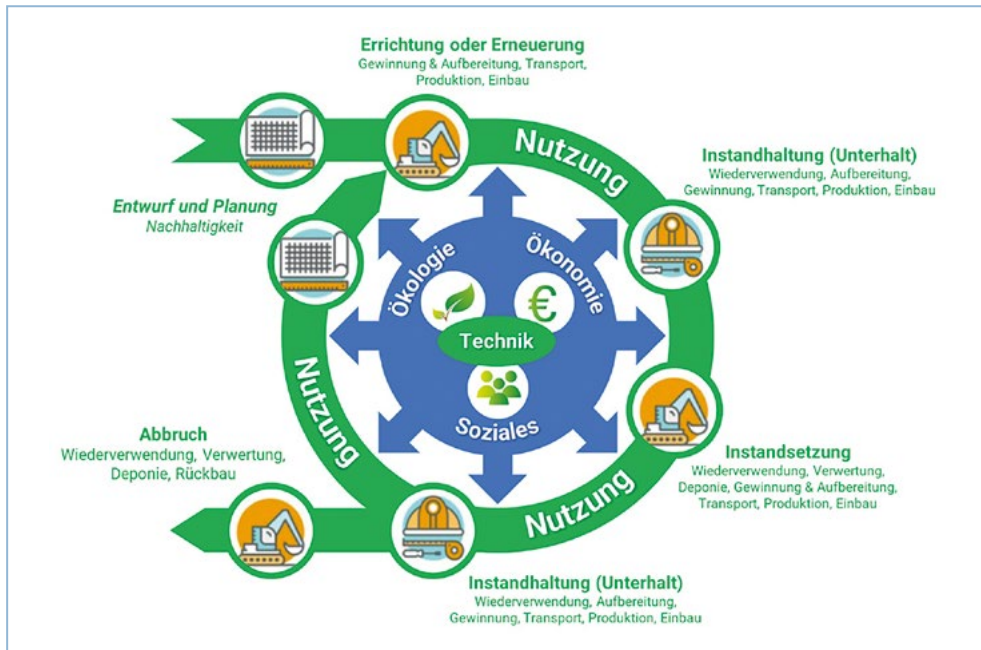 Errichtung oder Erneuerung
Gewinnung & Aufbereitung, Transport,
Produktion, Einbau
Nutzung
Instandhaltung (Unterhalt)
Wiederverwendung, Aufbereitung,
Gewinnung, Transport, Produktion, Einbau
Entwurf und Planung
Nachhaltigkeit
Ökologie
Ökonomie
€
Technik
Soziales
Nutzung
Abbruch
Wiederverwendung, Verwertung,
Deponie, Rückbau
Instandsetzung
Wiederverwendung, Verwertung,
Deponie, Gewinnung & Aufbereitung,
Transport, Produktion, Einbau
Nutzung
Instandhaltung (Unterhalt)
Wiederverwendung, Aufbereitung,
Gewinnung, Transport, Produktion, Einbau